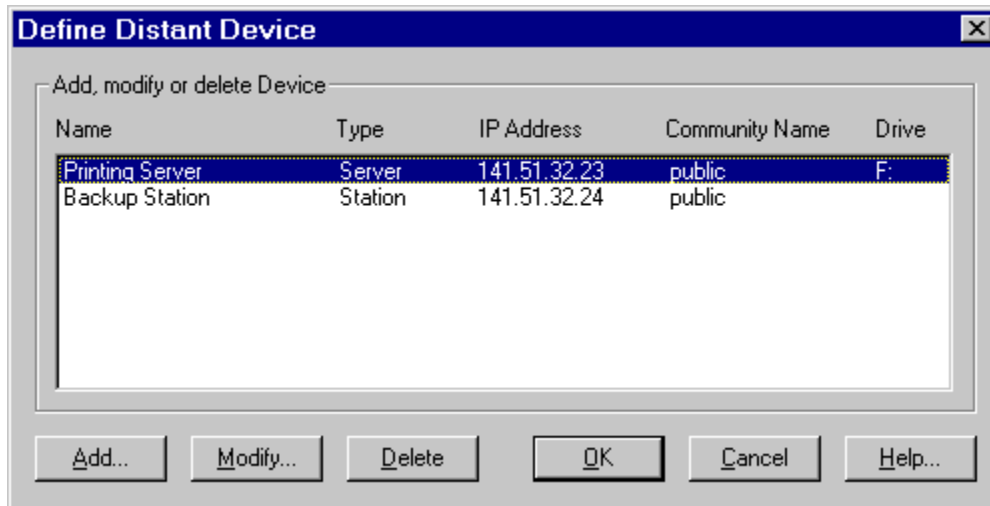 Define Distant Device
Add, modify or delete Device
Name Type IP Address Community Name Drive
Printing Server Server 141.51.32.23 public F:
Backup Station Station 141.51.32.24 public
Add... Modify... Delete OK Cancel Help...